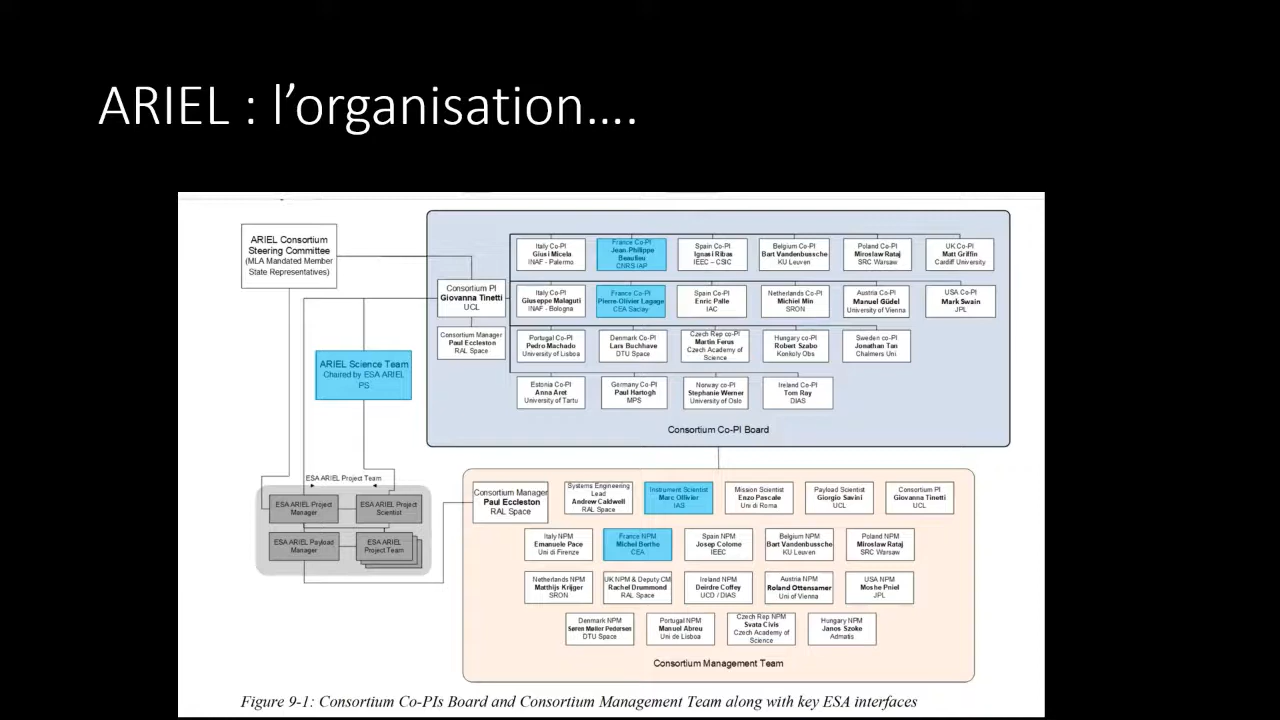 ARIEL : l’organisation….
ARIEL Consortium
Steering Committee
(MLA Mandated Member
State Representatives)
Consortium PI
Giovanna Tinetti
UCL
Consortium Manager
Paul Eccleston
RAL Space
ARIEL Science Team
Chaired by ESA ARIEL
PS
Italy Co-PI
Giusi Micela
INAF - Palermo
France Co-PI
Jean-Philippe
Beaulieu
CNRS IAP
Spain Co-PI
Ignasi Ribas
IEEC – CSIC
Belgium Co-PI
Bart Vandenbussche
KU Leuven
Poland Co-PI
Miroslaw Rataj
SRC Warsaw
UK Co-PI
Matt Griffin
Cardiff University
Italy Co-PI
Giuseppe Malaguti
INAF - Bologna
France Co-PI
Pierre-Olivier Lagage
CEA Saclay
Spain Co-PI
Enric Palle
IAC
Netherlands Co-PI
Michiel Min
SRON
Austria Co-PI
Manuel Güdel
University of Vienna
USA Co-PI
Mark Swain
JPL
Portugal Co-PI
Pedro Machado
University of Lisboa
Denmark Co-PI
Lars Buchhave
DTU Space
Czech Rep co-PI
Martin Ferus
Czech Academy of
Science
Hungary co-PI
Robert Szabo
Konkoly Obs
Sweden co-PI
Jonathan Tan
Chalmers Uni
Estonia Co-PI
Anna Aret
University of Tartu
Germany Co-PI
Paul Hartogh
MPS
Norway co-PI
Stephanie Werner
University of Oslo
Ireland Co-PI
Tom Ray
DIAS
Consortium Co-PI Board
ESA ARIEL Project Team
ESA ARIEL Project
Manager
ESA ARIEL Project
Scientist
ESA ARIEL Payload
Manager
ESA ARIEL
Project Team
Consortium Manager
Paul Eccleston
RAL Space
Systems Engineering
Lead
Andrew Caldwell
RAL Space
Instrument Scientist
Marc Ollivier
IAS
Mission Scientist
Enzo Pascale
Uni di Roma
Payload Scientist
Giorgio Savini
UCL
Consortium PI
Giovanna Tinetti
UCL
Italy NPM
Emanuele Pace
Uni di Firenze
France NPM
Michel Berthe
CEA
Spain NPM
Josep Colome
IEEC
Belgium NPM
Bart Vandenbussche
KU Leuven
Poland NPM
Miroslaw Rataj
SRC Warsaw
Netherlands NPM
Matthijs Krijger
SRON
UK NPM & Deputy CM
Rachel Drummond
RAL Space
Ireland NPM
Deirdre Coffey
UCD / DIAS
Austria NPM
Roland Ottensamer
Uni of Vienna
USA NPM
Moshe Pniel
JPL
Denmark NPM
Søren Møller Pedersen
DTU Space
Portugal NPM
Manuel Abreu
Uni de Lisboa
Czech Rep NPM
Svata Civis
Czech Academy of
Science
Hungary NPM
Janos Szoke
Admatis
Consortium Management Team
Figure 9-1: Consortium Co-PIs Board and Consortium Management Team along with key ESA interfaces